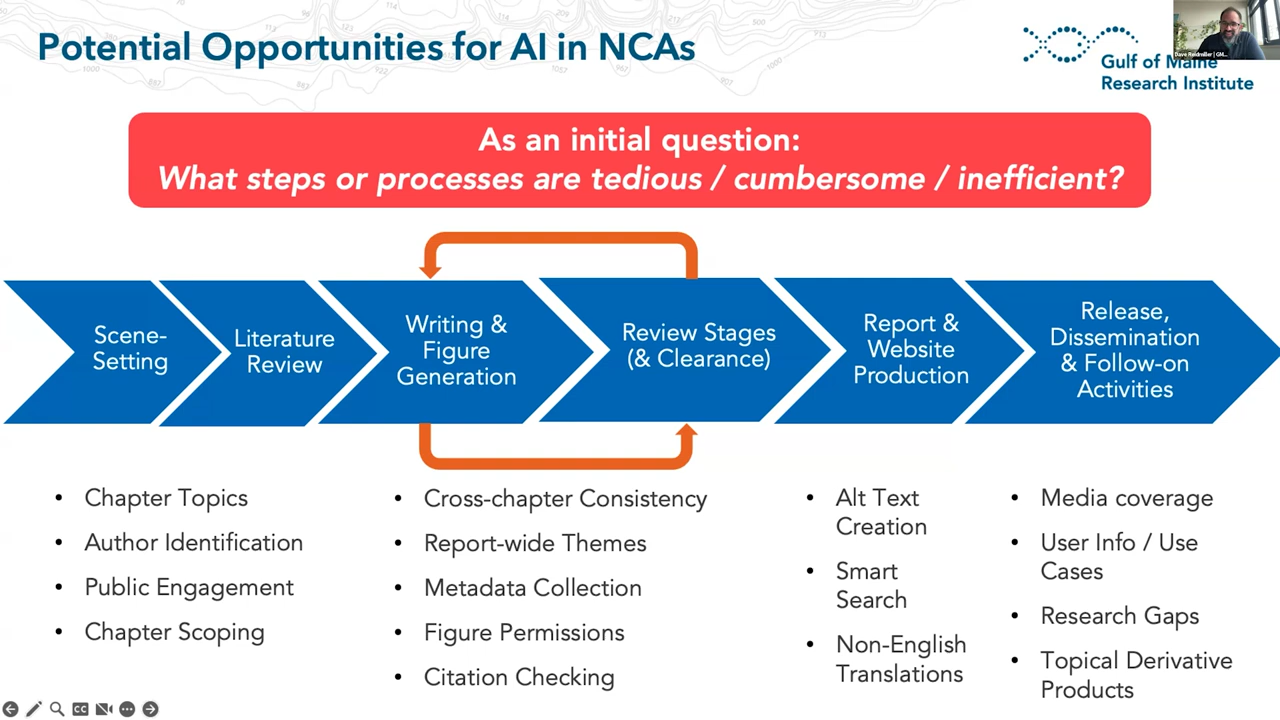 Potential Opportunities for AI in NCAs
Gulf of Maine
Research Institute
As an initial question:
What steps or processes are tedious / cumbersome / inefficient?
Scene-
Setting
Literature
Review
Writing &
Figure
Generation
Review Stages
(& Clearance)
Report &
Website
Production
Release,
Dissemination
& Follow-on
Activities
• Chapter Topics
• Author Identification
• Public Engagement
• Chapter Scoping
• Cross-chapter Consistency
• Report-wide Themes
• Metadata Collection
• Figure Permissions
• Citation Checking
• Alt Text
Creation
• Smart
Search
• Non-English
Translations
• Media coverage
• User Info / Use
Cases
• Research Gaps
• Topical Derivative
Products